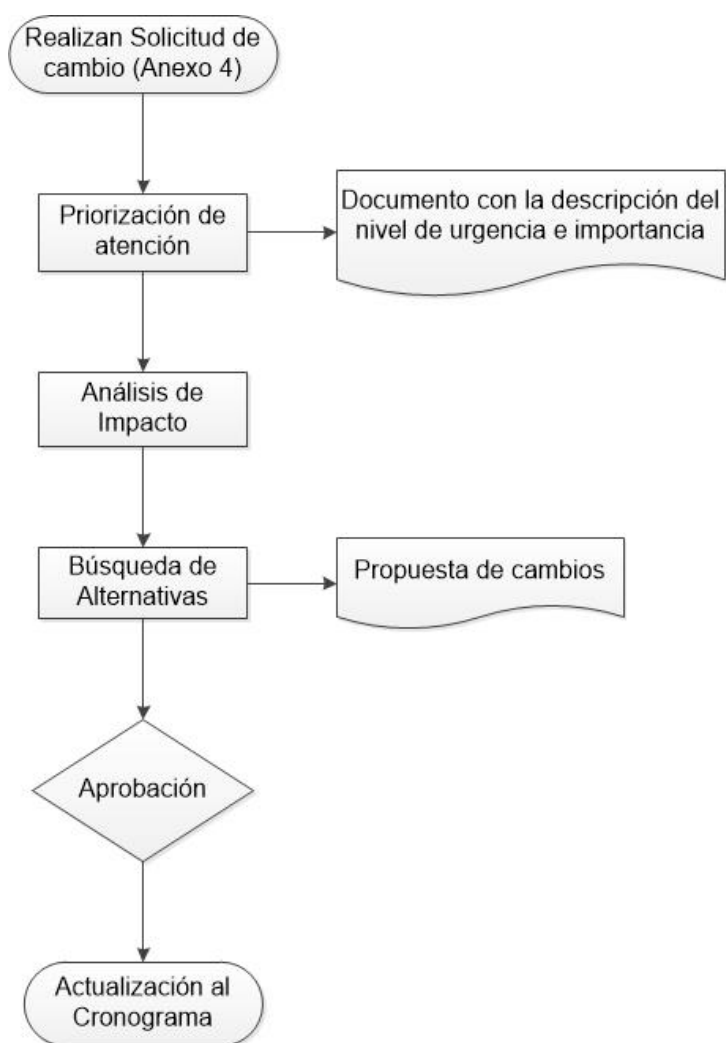 Realizan Solicitud de
cambio (Anexo 4)
Priorización de
atención
Documento con la descripción del
nivel de urgencia e importancia
Análisis de
Impacto
Búsqueda de
Alternativas
Propuesta de cambios
Aprobación
Actualización al
Cronograma